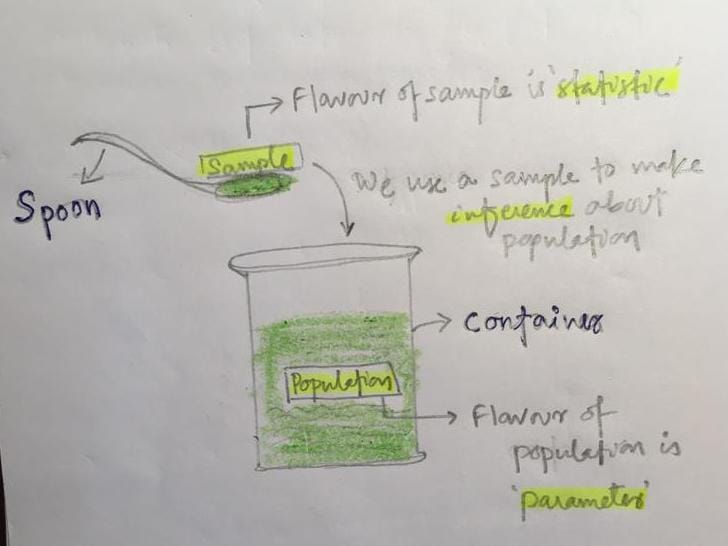 Flavour of sample is 'statistic'
Sample
Spoon
We use a sample to make
inference about
population
Container
Population
Flavour of
population is
'parameter'